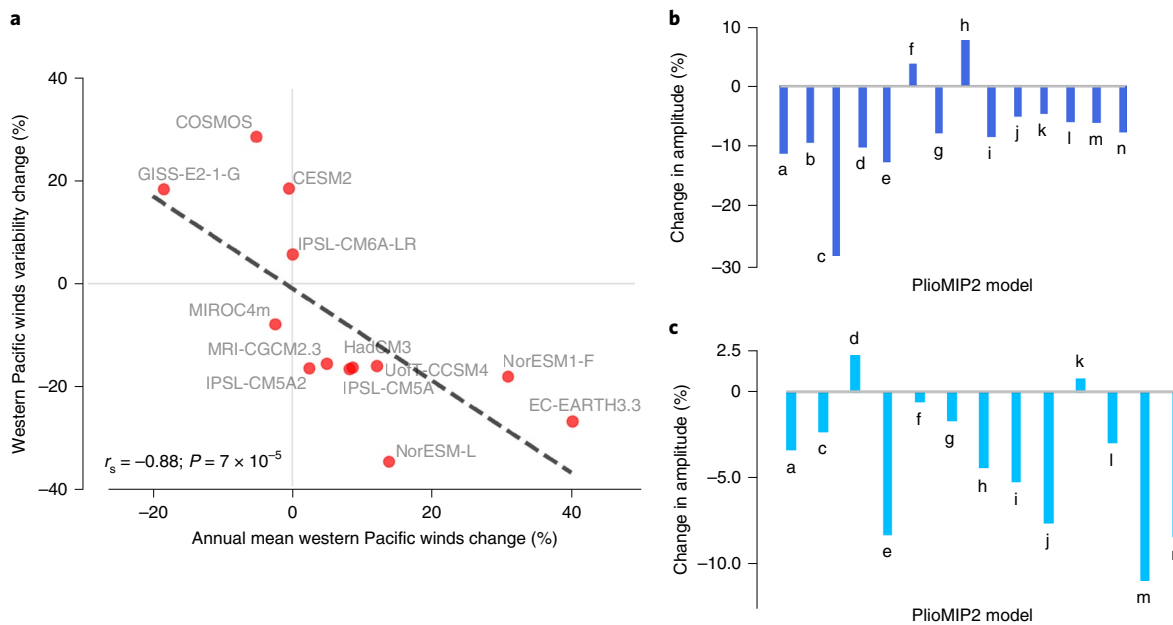 a
Western Pacific winds variability change (%)
40
20
0
–20
–40
COSMOS
GISS-E2-1-G
CESM2
IPSL-CM6A-LR
MIROC4m
MRI-CGCM2.3
HadCM3
IPSL-CM5A2
IPSL-CM5A
UofT-CCSM4
NorESM1-F
EC-EARTH3.3
NorESM-L
rs = –0.88; P = 7 × 10–5
–20 0 20 40
Annual mean western Pacific winds change (%)
b
Change in amplitude (%)
10
0
–10
–20
–30
a b c d e f g h i j k l m n
PlioMIP2 model
c
Change in amplitude (%)
2.5
0
–5.0
–10.0
a c d e f g h i j k l m
PlioMIP2 model